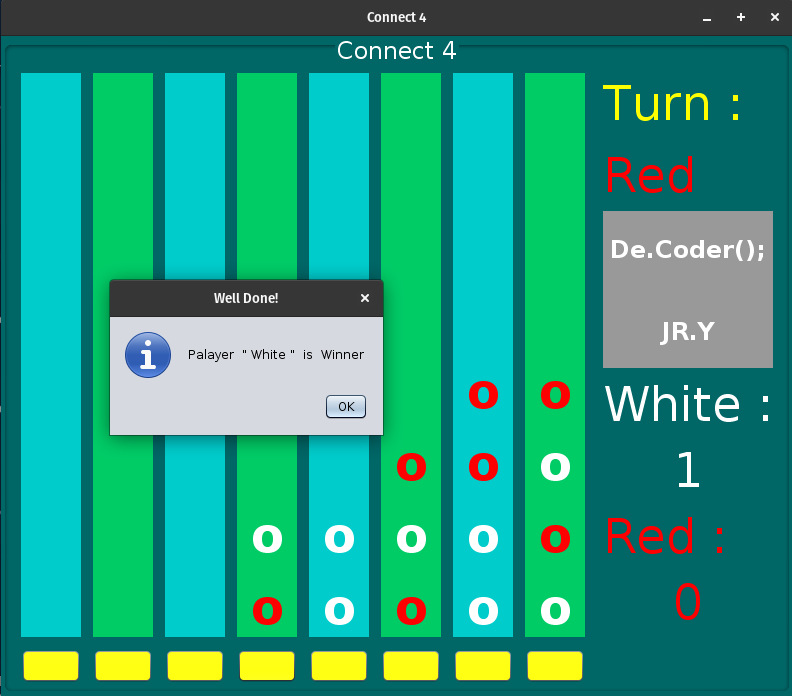 Connect 4
Connect 4
Turn :
Red
De.Coder();
JR.Y
Well Done!
Palayer " White " is Winner
OK
White :
1
Red :
0
o o
o o o
o o o o o
o o o o o